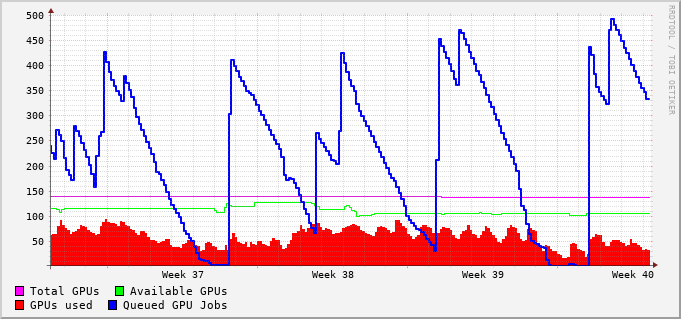 500
450
400
350
300
250
200
150
100
50
Week 37 Week 38 Week 39 Week 40
Total GPUs Available GPUs
GPUs used Queued GPU Jobs
RRDTOOL / TOBI OETIKER